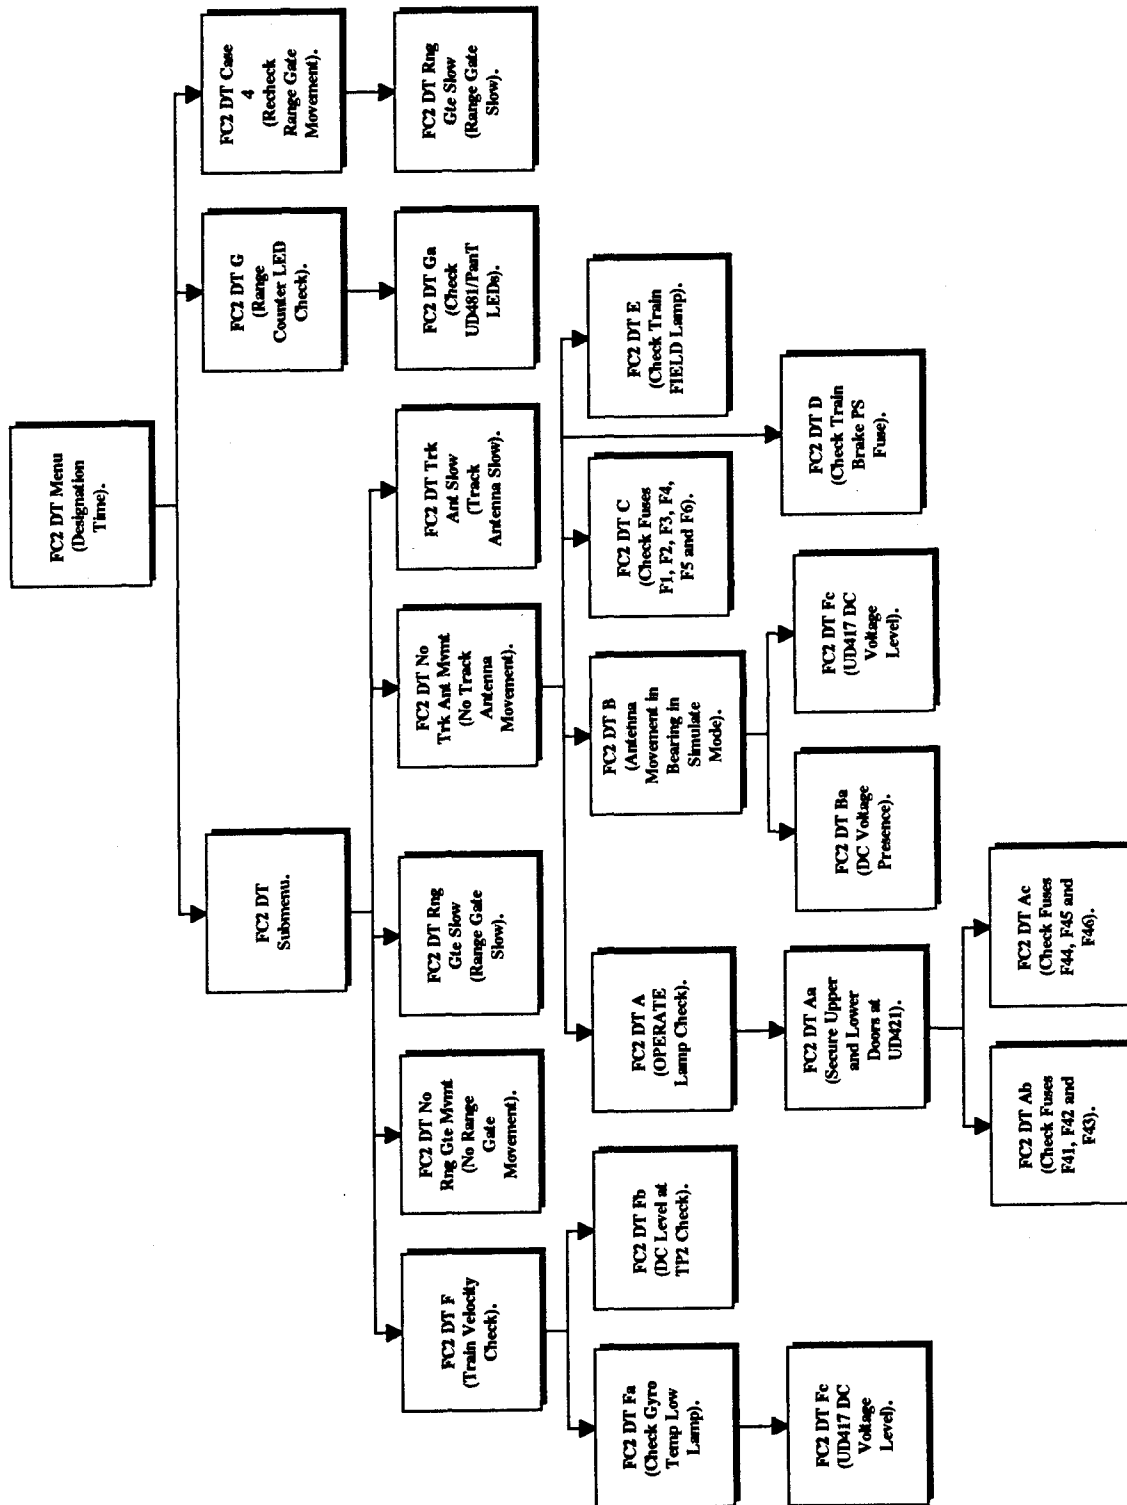 FC2 DT Menu
(Designation
Time).
FC2 DT
Submenu.
FC2 DT G
(Range
Counter LED
Check).
FC2 DT Case
4
(Recheck
Range Gate
Movement).
FC2 DT F
(Train Velocity
Check).
FC2 DT No
Rng Gte Mvmt
(No Range
Gate
Movement).
FC2 DT Rng
Gte Slow
(Range Gate
Slow).
FC2 DT No
Trk Ant Mvmt
(No Track
Antenna
Movement).
FC2 DT Trk
Ant Slow
(Track
Antenna Slow).
FC2 DT Ga
(Check
UD481/PanT
LEDs).
FC2 DT Rng
Gte Slow
(Range Gate
Slow).
FC2 DT Fa
(Check Gyro
Temp Low
Lamp).
FC2 DT Fb
(DC Level at
TP2 Check).
FC2 DT A
(OPERATE
Lamp Check).
FC2 DT B
(Antenna
Movement in
Bearing in
Simulate
Mode).
FC2 DT C
(Check Fuses
F1, F2, F3, F4,
F5 and F6).
FC2 DT E
(Check Train
FIELD Lamp).
FC2 DT Fc
(UD417 DC
Voltage
Level).
FC2 DT Aa
(Secure Upper
and Lower
Doors at
UD421).
FC2 DT Ba
(DC Voltage
Presence).
FC2 DT Fc
(UD417 DC
Voltage
Level).
FC2 DT D
(Check Train
Brake PS
Fuse).
FC2 DT Ab
(Check Fuses
F41, F42 and
F43).
FC2 DT Ac
(Check Fuses
F44, F45 and
F46).